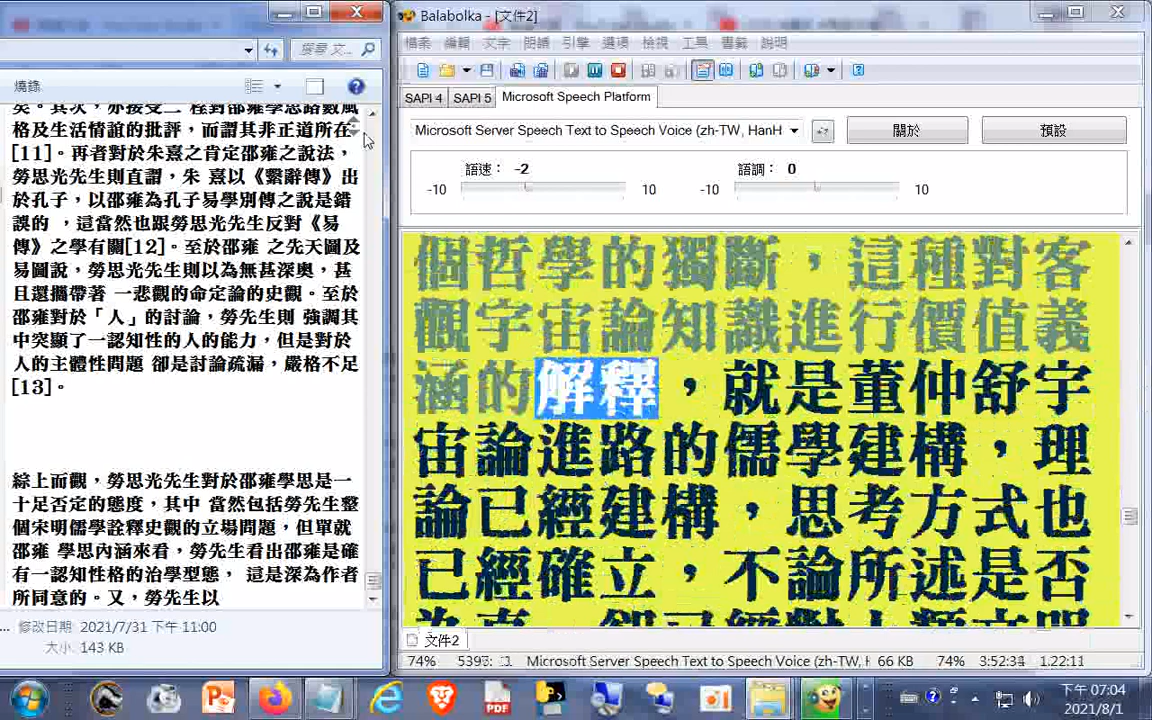 搜尋 文...
燒錄
矣。其次，亦接受二 程對邵雍學思路數風
格及生活情誼的批評，而謂其非正道所在
[11]。再者對於朱熹之肯定邵雍之說法，
勞思光先生則直謂，朱 熹以《繫辭傳》出
於孔子，以邵雍為孔子易學別傳之說是錯
誤的 ，這當然也跟勞思光先生反對《易
傳》之學有關[12]。至於邵雍 之先天圖及
易圖說，勞思光先生則以為無甚深奧，甚
且還攜帶著 一悲觀的命定論的史觀。至於
邵雍對於「人」的討論，勞先生則 強調其
中突顯了一認知性的人的能力，但是對於
人的主體性問題 卻是討論疏漏，嚴格不足
[13]。
綜上而觀，勞思光先生對於邵雍學思是一
十足否定的態度，其中 當然包括勞先生整
個宋明儒學詮釋史觀的立場問題，但單就
邵雍 學思內涵來看，勞先生看出邵雍是確
有一認知性格的治學型態， 這是深為作者
所同意的。又，勞先生以
... 修改日期: 2021/7/31 下午 11:00
大小: 143 KB
Balabolka - [文件2]
檔案 編輯 文字 朗讀 引擎 選項 檢視 工具 書籤 說明
SAPI 4 SAPI 5 Microsoft Speech Platform
Microsoft Server Speech Text to Speech Voice (zh-TW, HanH
關於
預設
語速： -2 語調： 0
-10 10 -10 10
個哲學的獨斷，這種對客
觀宇宙論知識進行價值義
涵的解釋，就是董仲舒宇
宙論進路的儒學建構，理
論已經建構，思考方式也
已經確立，不論所述是否
文件2
74% Microsoft Server Speech Text to Speech Voice (zh-TW, H 66 KB 74% 3:52:34 1:22:11
PDF
下午 07:04
2021/8/1